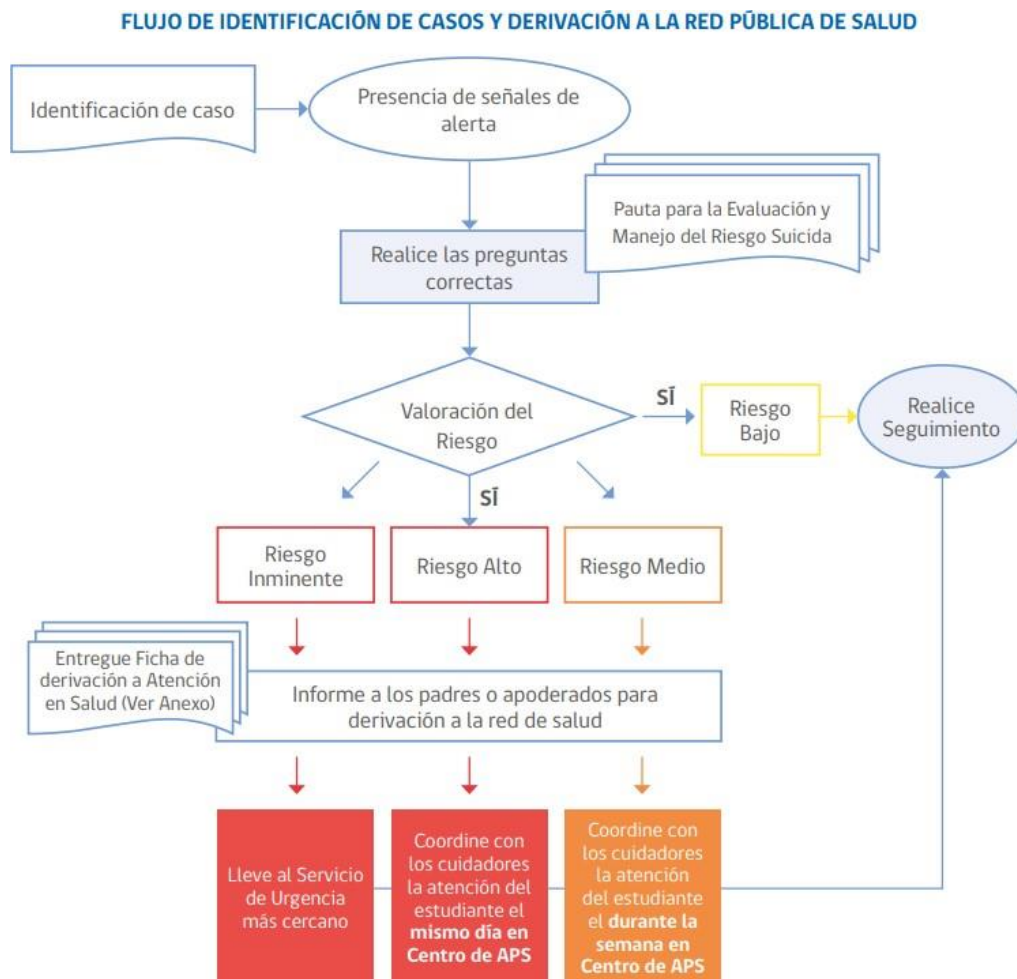 FLUJO DE IDENTIFICACIÓN DE CASOS Y DERIVACIÓN A LA RED PÚBLICA DE SALUD
Identificación de caso
Presencia de señales de
alerta
Pauta para la Evaluación y
Manejo del Riesgo Suicida
Realice las preguntas
correctas
Valoración del
Riesgo
SÍ
Riesgo
Bajo
Realice
Seguimiento
SÍ
Riesgo
Inminente
Riesgo Alto
Riesgo Medio
Entregue Ficha de
derivación a Atención
en Salud (Ver Anexo)
Informe a los padres o apoderados para
derivación a la red de salud
Lleve al Servicio
de Urgencia
más cercano
Coordine con
los cuidadores
la atención del
estudiante el
mismo día en
Centro de APS
Coordine con
los cuidadores
la atención
del estudiante
el durante la
semana en
Centro de APS